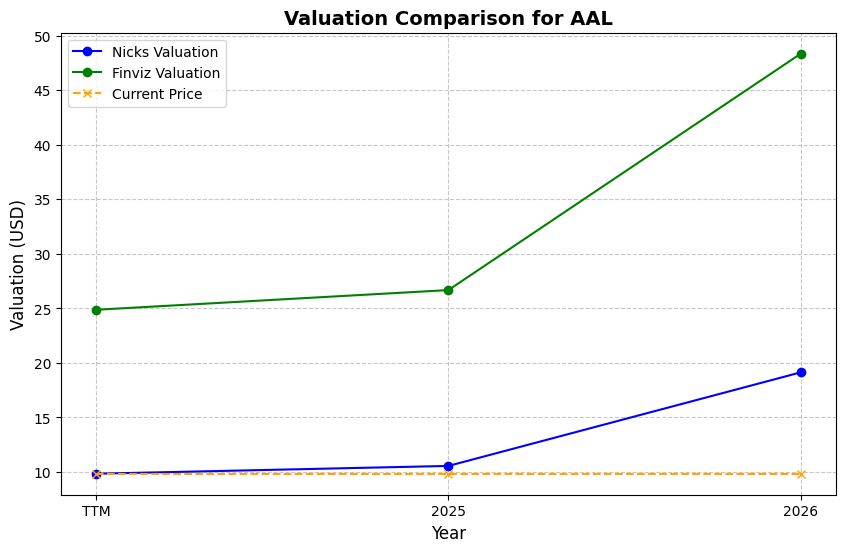 Valuation Comparison for AAL
Nicks Valuation
Finviz Valuation
Current Price
Valuation (USD)
50
45
40
35
30
25
20
15
10
TTM
2025
2026
Year